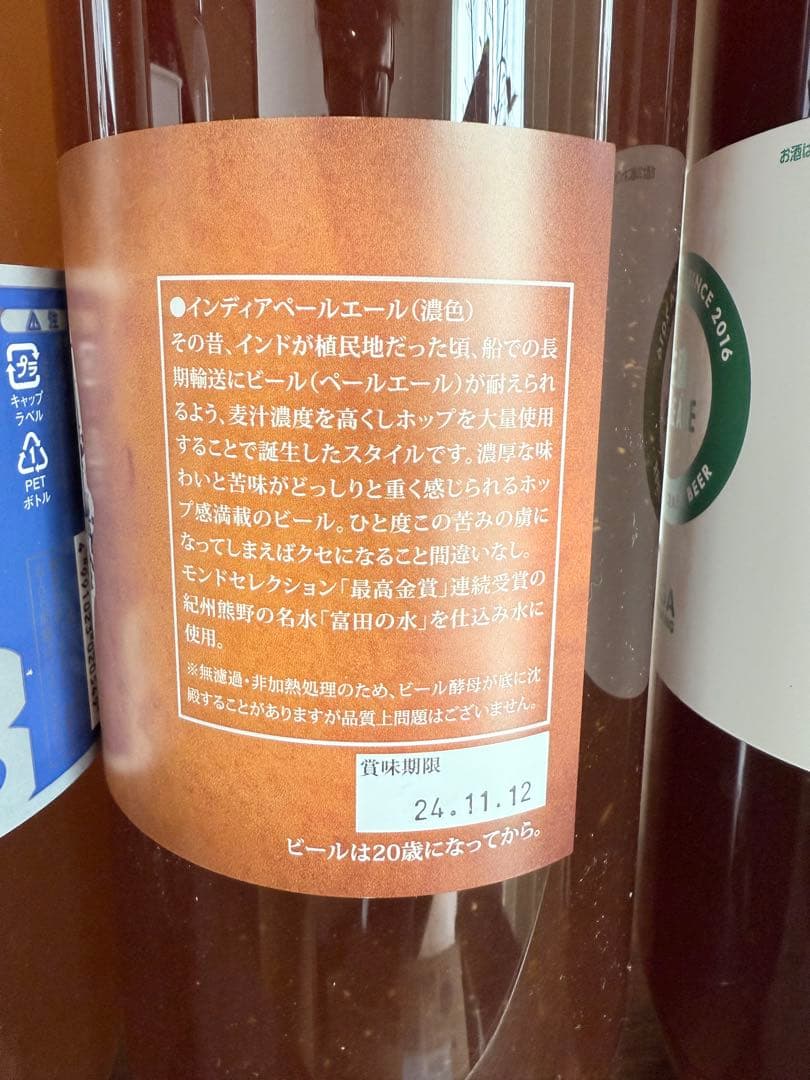 ●インディアペールエール(濃色)
その昔、インドが植民地だった頃、船での長
期輸送にビール(ペールエール)が耐えられ
るよう、麦汁濃度を高くしホップを大量使用
することで誕生したスタイルです。濃厚な味
わいと苦味がどっしりと重く感じられるホッ
プ感満載のビール。ひと度この苦みの虜に
なってしまえばクセになること間違いなし。
モンドセレクション「最高金賞」連続受賞の
紀州熊野の名水「富田の水」を仕込み水に
使用。
※無濾過・非加熱処理のため、ビール酵母が底に沈
殿することがありますが品質上問題はございません。
賞味期限
24.11.12
ビールは20歳になってから。
注
プラ
キャップ
ラベル
1
PET
ボトル
お酒は
SINCE 2016
BEER